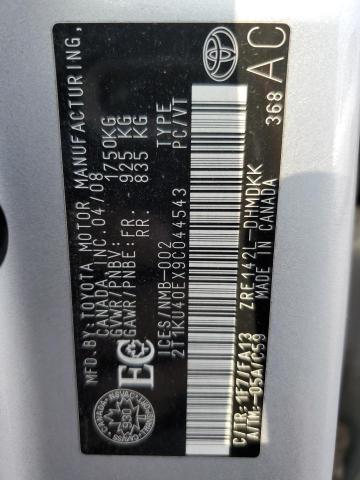 MFD.BY:TOYOTA MOTOR MANUFACTURING,
CANADA INC.04/08
GVWR/PNBV: 1750KG
GAWR/PNBE:FR. 925 KG
RR. 835 KG
ICES/NMB-002 TYPE
2T1KU40EX9C044543 PC/VT
EC
C/TR:1F7/FA13 ZRE142L-DHMDKK
A/TM:-05A/C59 MADE IN CANADA
368 AC